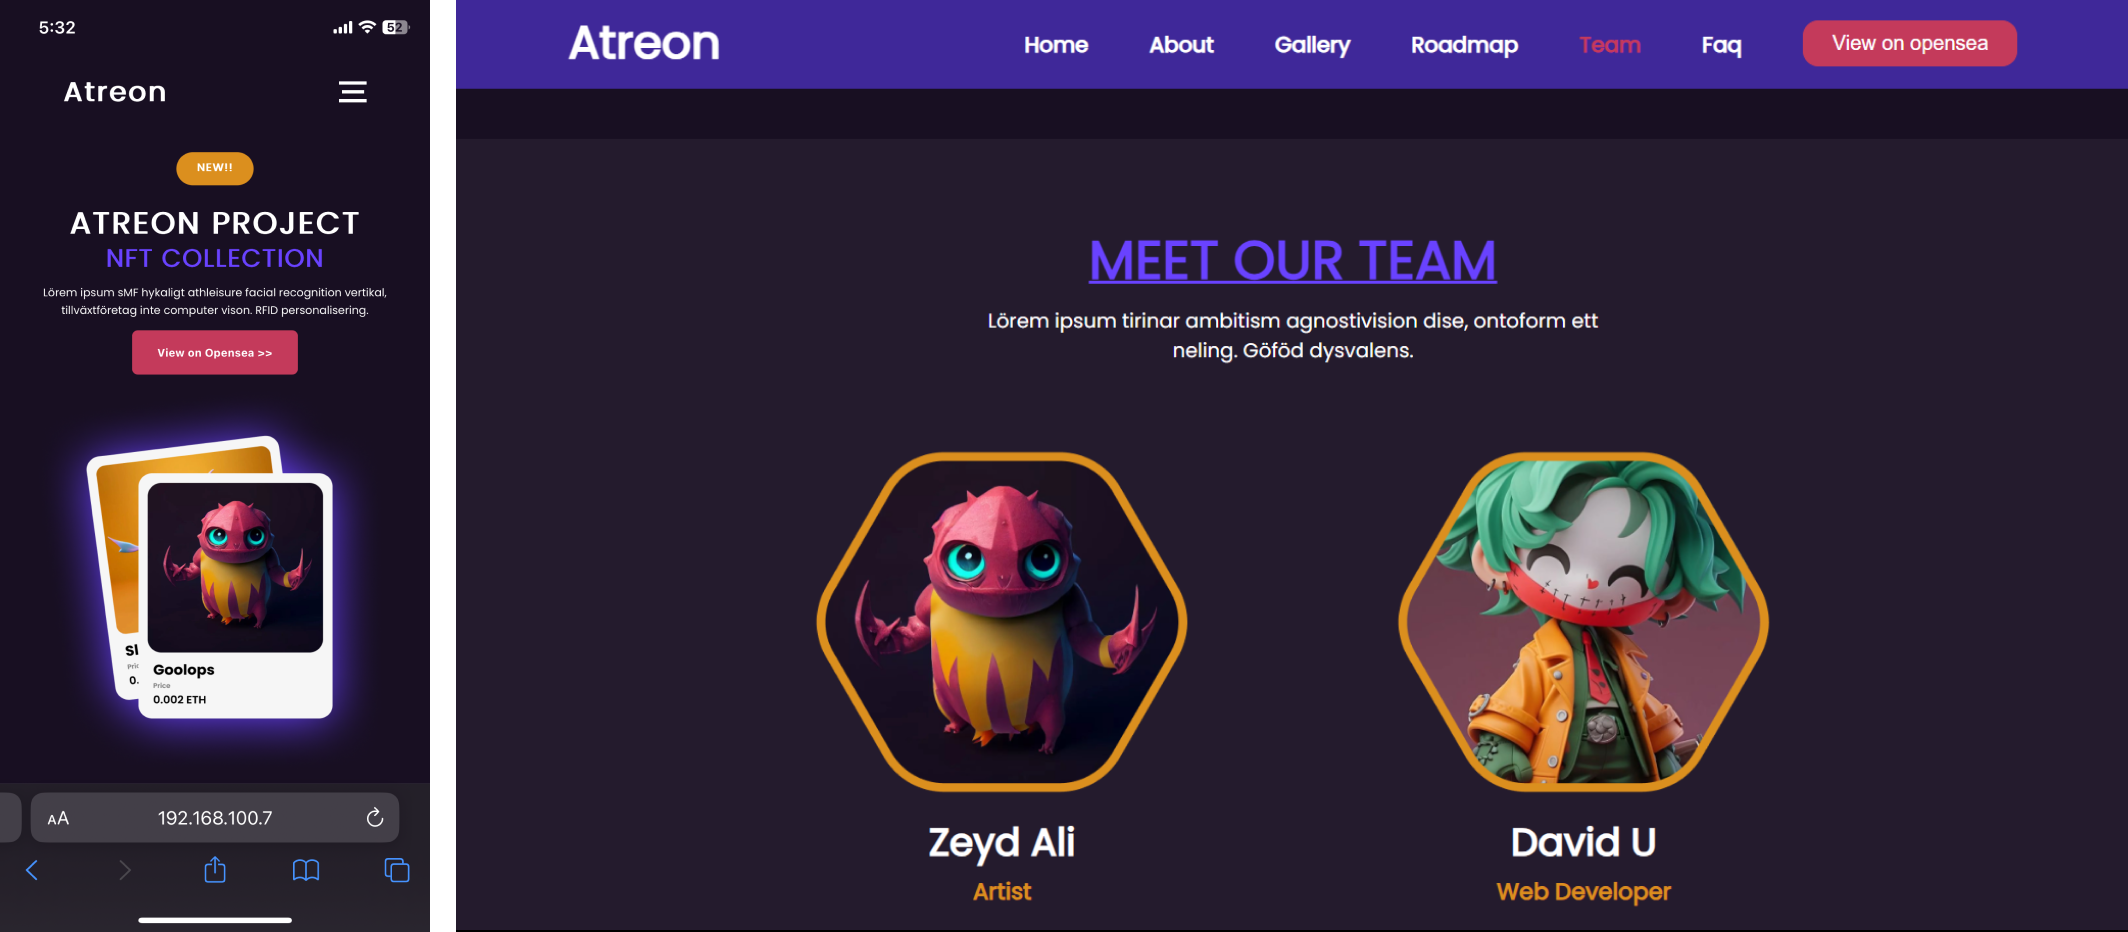 5:32
52
Atreon
NEW!!
ATREON PROJECT
NFT COLLECTION
Lörem ipsum sMF hykaligt athleisure facial recognition vertikal,
tillväxtföretag inte computer vison. RFID personalisering.
View on Opensea >>
Sl
Pric
0.
Goolops
Price
0.002 ETH
AA
192.168.100.7
Atreon
Home About Gallery Roadmap Team Faq View on opensea
MEET OUR TEAM
Lörem ipsum tirinar ambitism agnostivision dise, ontoform ett
neling. Göföd dysvalens.
Zeyd Ali
Artist
David U
Web Developer